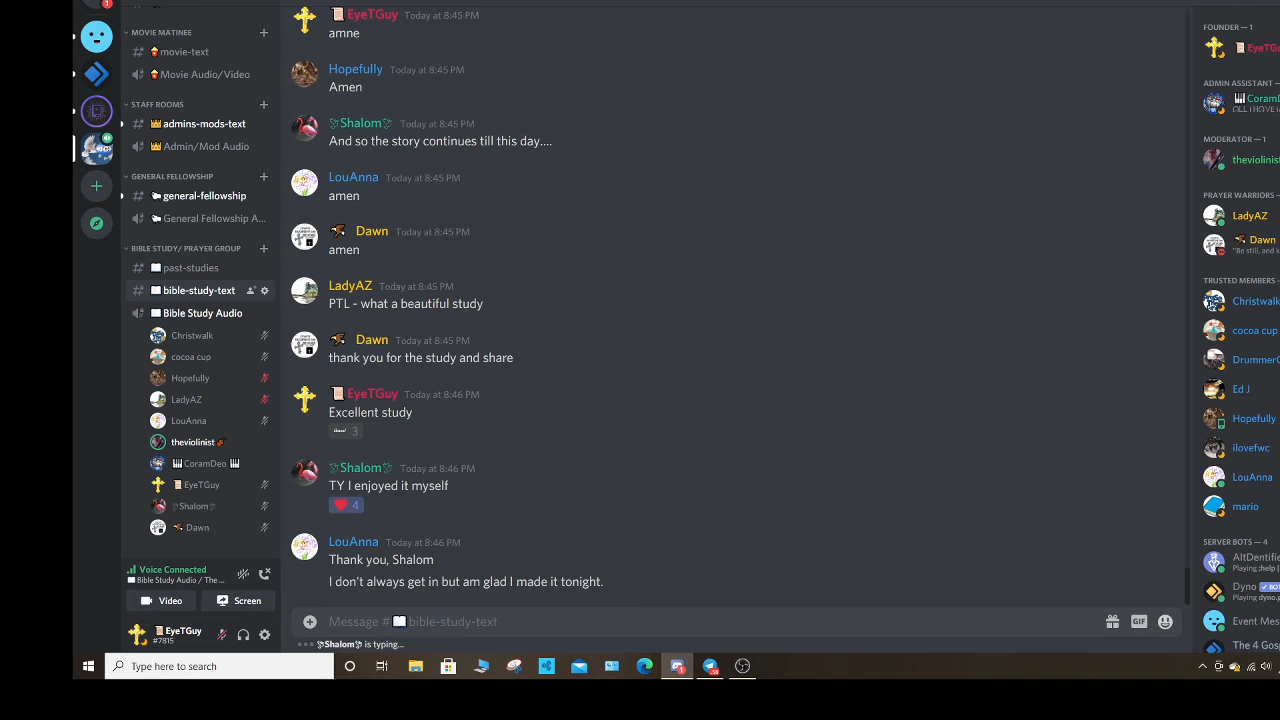 1
MOVIE MATINEE
movie-text
Movie Audio/Video
STAFF ROOMS
admins-mods-text
Admin/Mod Audio
GENERAL FELLOWSHIP
general-fellowship
General Fellowship A...
BIBLE STUDY/ PRAYER GROUP
past-studies
bible-study-text
Bible Study Audio
Christwalk
cocoa cup
Hopefully
LadyAZ
LouAnna
theviolinist
CoramDeo
EyeTGuy
Shalom
Dawn
Voice Connected
Bible Study Audio / The ...
Video
Screen
EyeTGuy
#7815
EyeTGuy Today at 8:45 PM
amne
Hopefully Today at 8:45 PM
Amen
Shalom Today at 8:45 PM
And so the story continues till this day....
LouAnna Today at 8:45 PM
amen
Dawn Today at 8:45 PM
amen
LadyAZ Today at 8:45 PM
PTL - what a beautiful study
Dawn Today at 8:45 PM
thank you for the study and share
EyeTGuy Today at 8:46 PM
Excellent study
3
Shalom Today at 8:46 PM
TY I enjoyed it myself
4
LouAnna Today at 8:46 PM
Thank you, Shalom
I don't always get in but am glad I made it tonight.
Message # bible-study-text
GIF
Shalom is typing...
FOUNDER — 1
EyeTG
ADMIN ASSISTANT —
CoramD
MODERATOR — 1
theviolinist
PRAYER WARRIORS —
LadyAZ
Dawn
"Be still, and k
TRUSTED MEMBERS —
Christwalk
cocoa cup
DrummerG
Ed J
Hopefully
ilovefwc
LouAnna
mario
SERVER BOTS — 4
AltDentifie
Playing ;help |
Dyno BOT
Playing dyno.g
Event Mes
The 4 Gosp
Type here to search